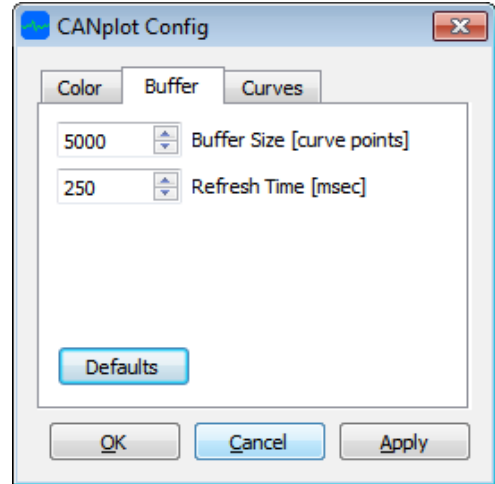 CANplot Config
Color Buffer Curves
5000 Buffer Size [curve points]
250 Refresh Time [msec]
Defaults
OK Cancel Apply